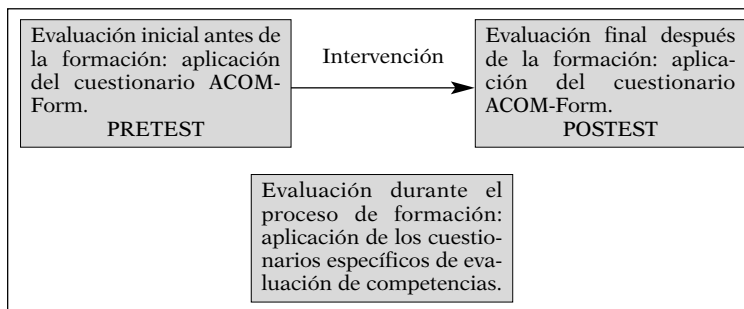 Evaluación inicial antes de
la formación: aplicación
del cuestionario ACOM-
Form.
PRETEST
Intervención
Evaluación final después
de la formación: aplica-
ción del cuestionario
ACOM-Form.
POSTEST
Evaluación durante el
proceso de formación:
aplicación de los cuestio-
narios específicos de eva-
luación de competencias.